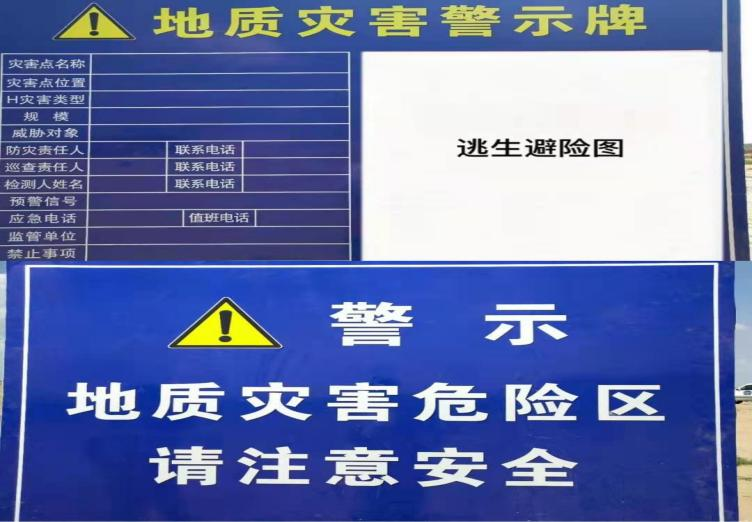 地质灾害警示牌
灾害点名称
灾害点位置
H灾害类型
规 模
威胁对象
防灾责任人 联系电话
巡查责任人 联系电话
检测人姓名 联系电话
预警信号
应急电话 值班电话
监管单位
禁止事项
逃生避险图
警 示
地质灾害危险区
请注意安全